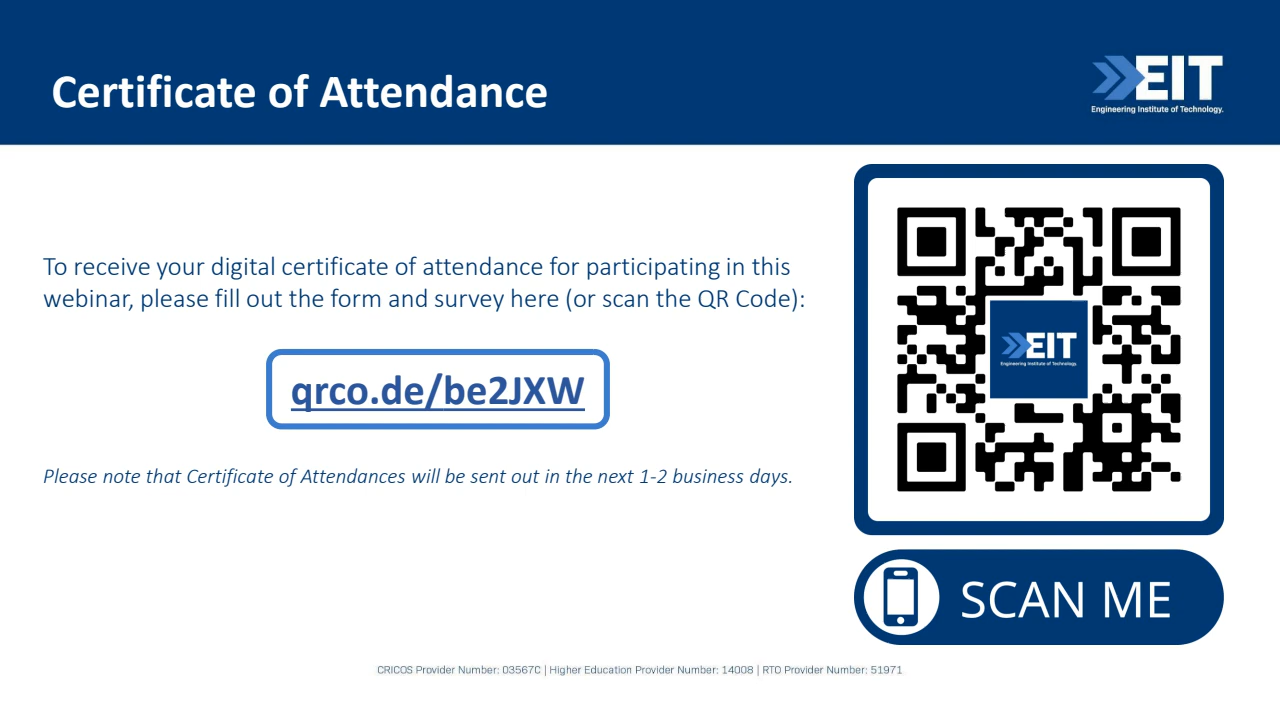 Certificate of Attendance
EIT
Engineering Institute of Technology.
To receive your digital certificate of attendance for participating in this
webinar, please fill out the form and survey here (or scan the QR Code):
qrco.de/be2JXW
Please note that Certificate of Attendances will be sent out in the next 1-2 business days.
EIT
Engineering Institute of Technology
SCAN ME
CRICOS Provider Number: 03567C | Higher Education Provider Number: 14008 | RTO Provider Number: 51971